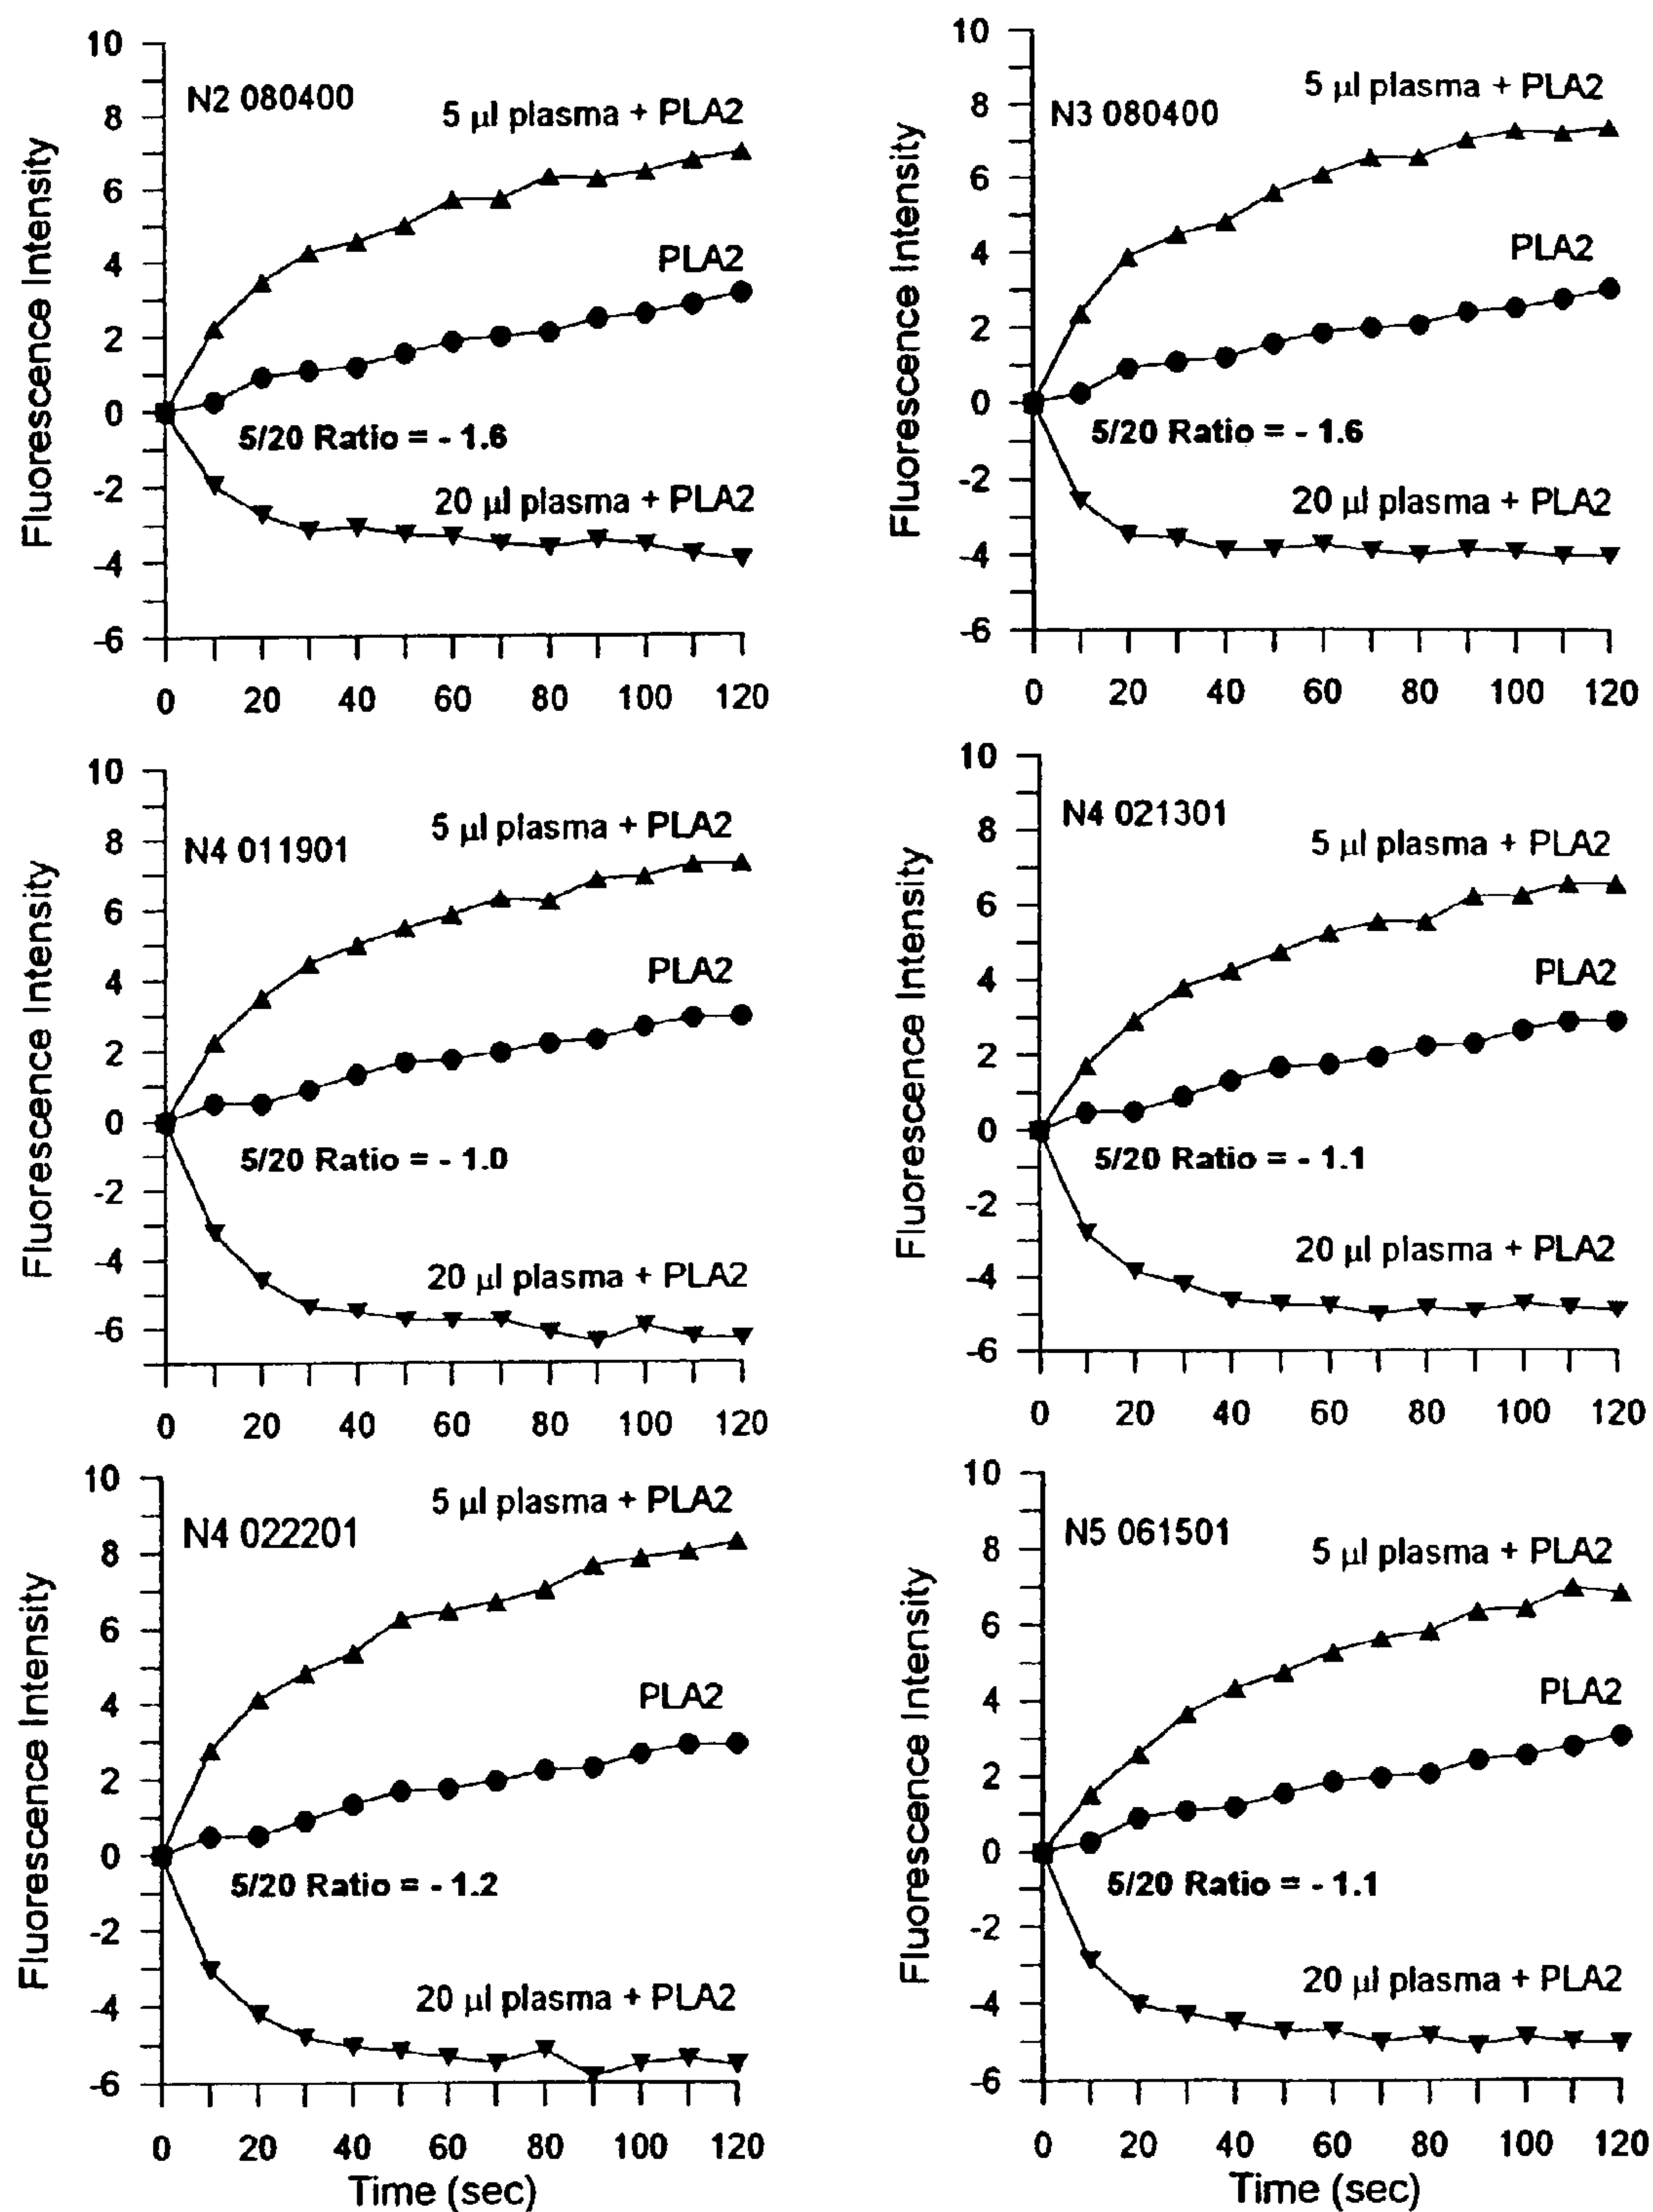 10
8
6
4
2
0
-2
-4
-6
Fluorescence Intensity
N2 080400
5 µl plasma + PLA2
PLA2
5/20 Ratio = - 1.6
20 µl plasma + PLA2
0 20 40 60 80 100 120
10
8
6
4
2
0
-2
-4
-6
Fluorescence Intensity
N3 080400
5 µl plasma + PLA2
PLA2
5/20 Ratio = - 1.6
20 µl plasma + PLA2
0 20 40 60 80 100 120
10
8
6
4
2
0
-2
-4
-6
Fluorescence Intensity
N4 011901
5 µl plasma + PLA2
PLA2
5/20 Ratio = - 1.0
20 µl plasma + PLA2
0 20 40 60 80 100 120
10
8
6
4
2
0
-2
-4
-6
Fluorescence Intensity
N4 021301
5 µl plasma + PLA2
PLA2
5/20 Ratio = - 1.1
20 µl plasma + PLA2
0 20 40 60 80 100 120
10
8
6
4
2
0
-2
-4
-6
Fluorescence Intensity
N4 022201
5 µl plasma + PLA2
PLA2
5/20 Ratio = - 1.2
20 µl plasma + PLA2
0 20 40 60 80 100 120
Time (sec)
10
8
6
4
2
0
-2
-4
-6
Fluorescence Intensity
N5 061501
5 µl plasma + PLA2
PLA2
5/20 Ratio = - 1.1
20 µl plasma + PLA2
0 20 40 60 80 100 120
Time (sec)